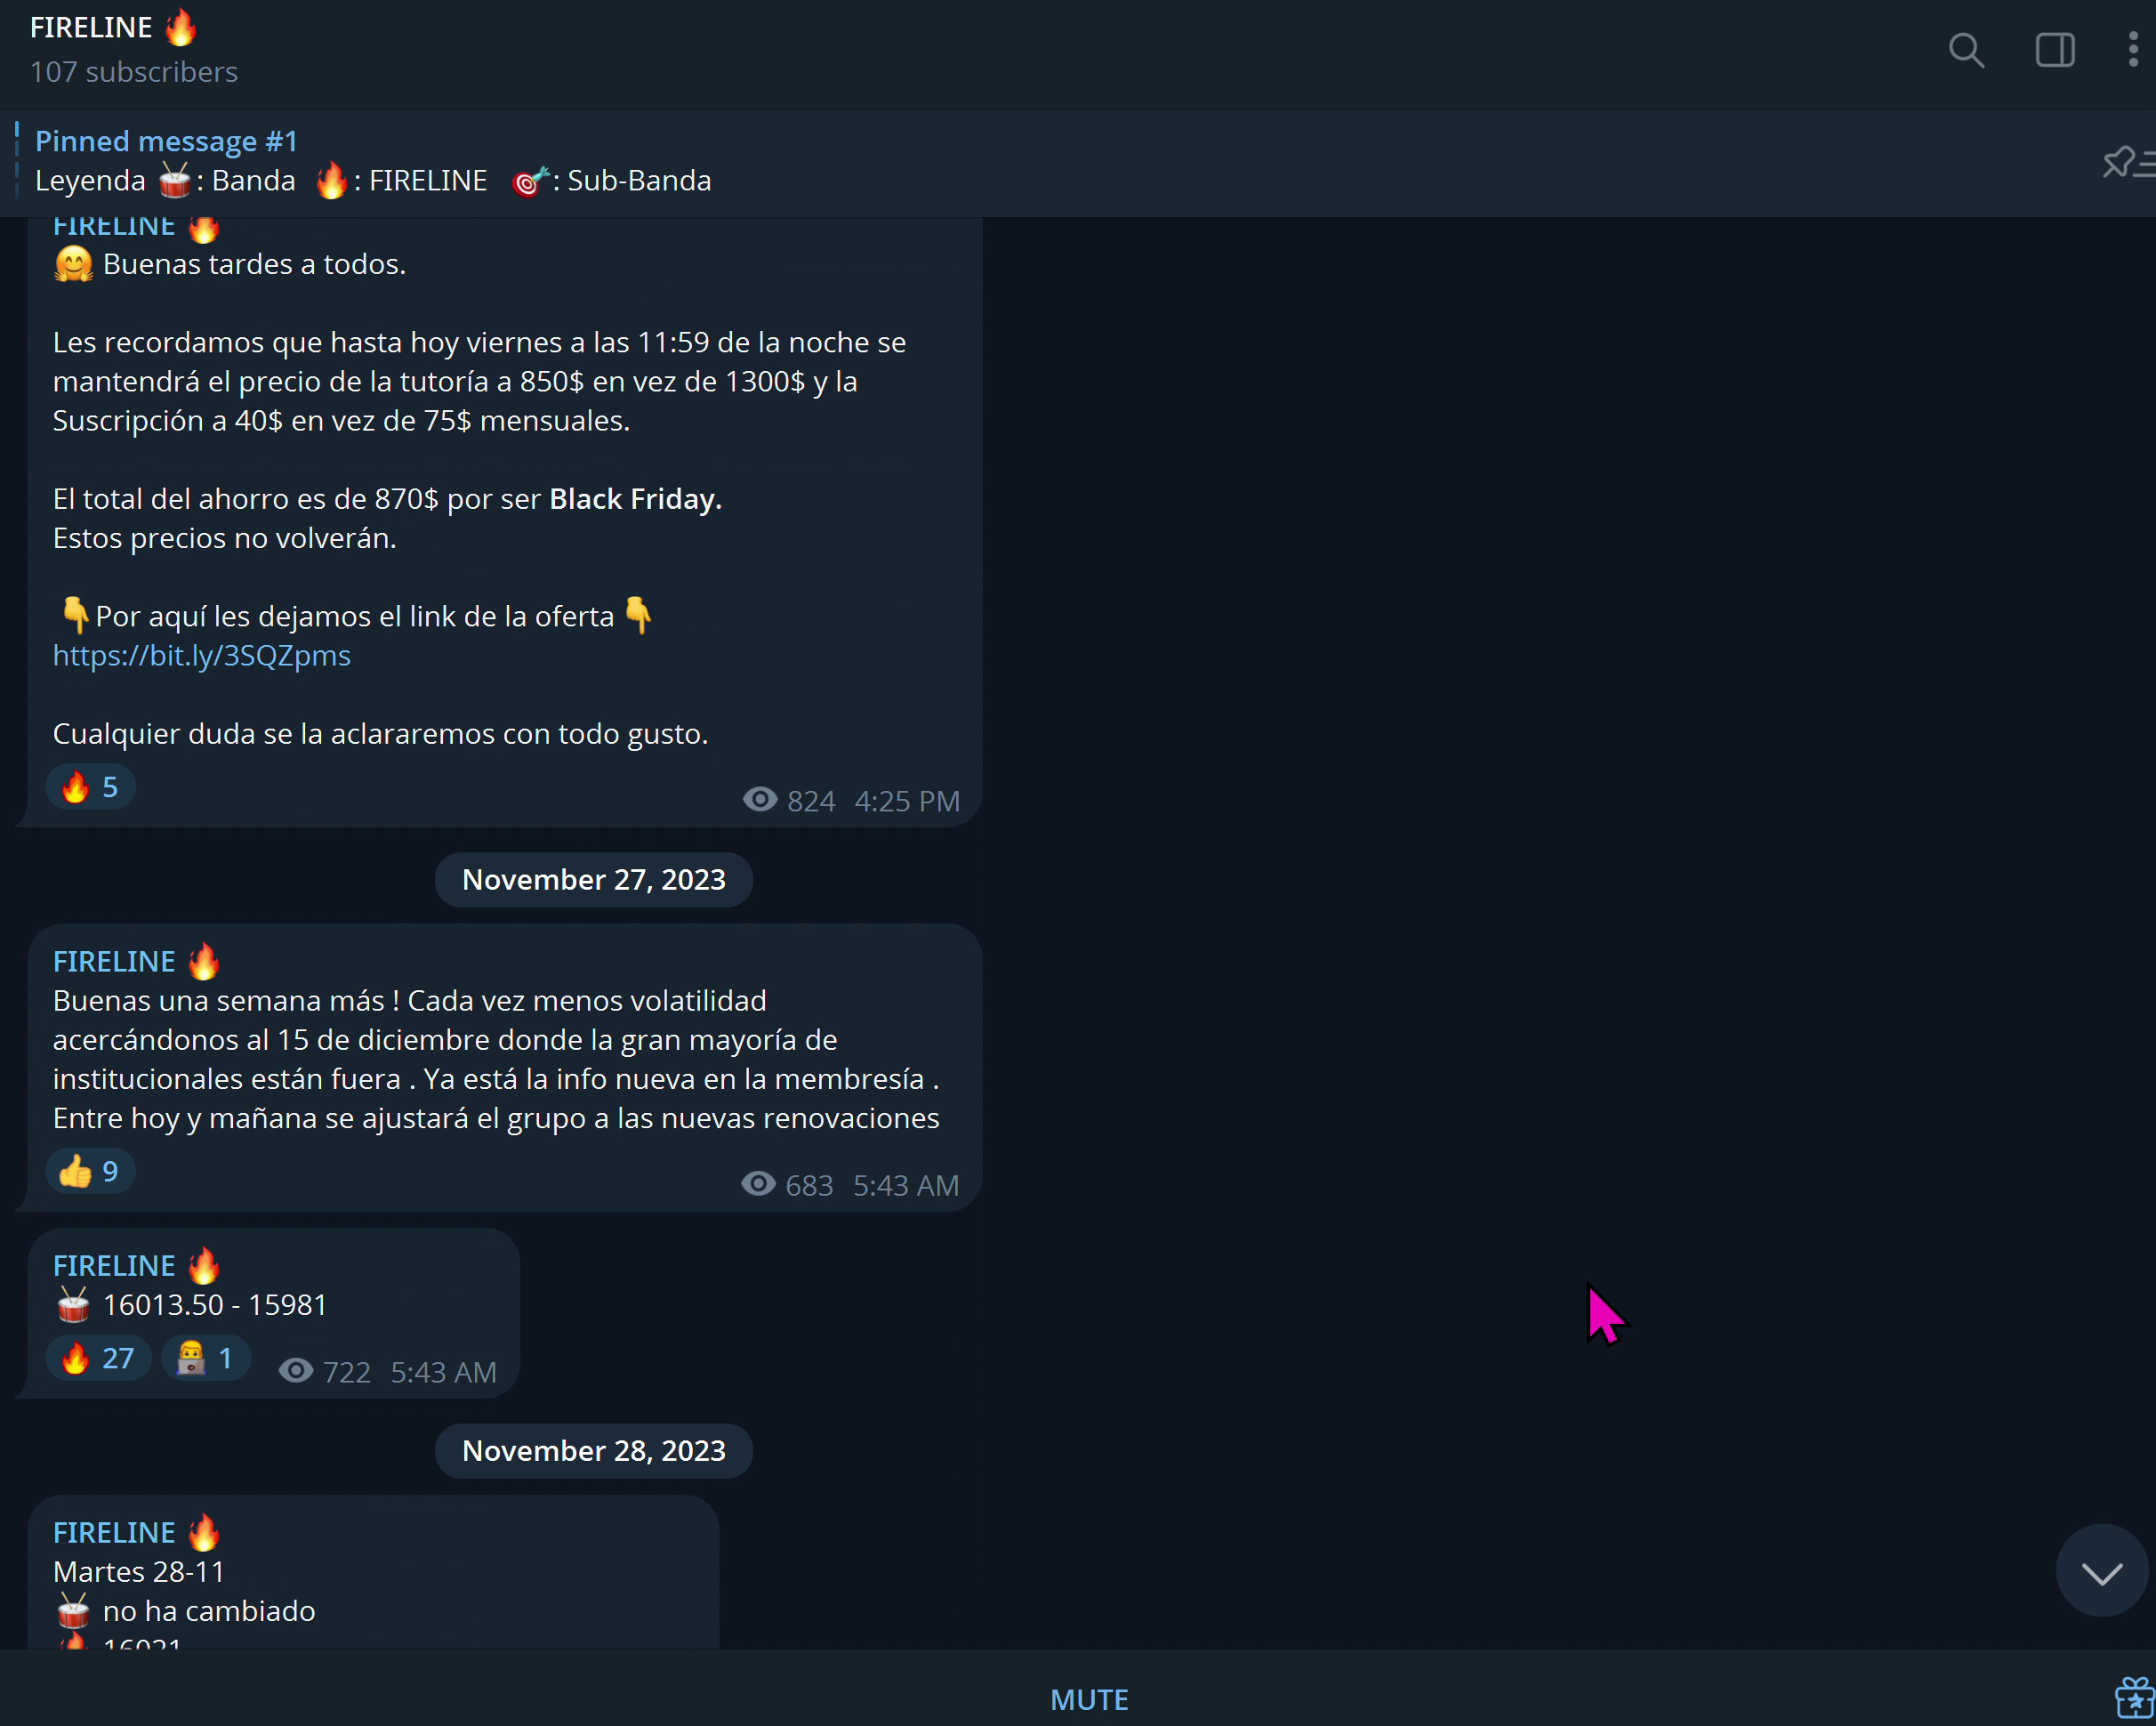 FIRELINE 🔥
107 subscribers
Pinned message #1
Leyenda 🥁: Banda 🔥: FIRELINE 🎯: Sub-Banda
FIRELINE 🔥
🤗 Buenas tardes a todos.
Les recordamos que hasta hoy viernes a las 11:59 de la noche se
mantendrá el precio de la tutoría a 850$ en vez de 1300$ y la
Suscripción a 40$ en vez de 75$ mensuales.
El total del ahorro es de 870$ por ser Black Friday.
Estos precios no volverán.
👇Por aquí les dejamos el link de la oferta👇
https://bit.ly/3SQZpms
Cualquier duda se la aclararemos con todo gusto.
🔥 5
824 4:25 PM
November 27, 2023
FIRELINE 🔥
Buenas una semana más ! Cada vez menos volatilidad
acercándonos al 15 de diciembre donde la gran mayoría de
institucionales están fuera . Ya está la info nueva en la membresía .
Entre hoy y mañana se ajustará el grupo a las nuevas renovaciones
👍 9
683 5:43 AM
FIRELINE 🔥
🥁 16013.50 - 15981
🔥 27 👨‍💻 1 722 5:43 AM
November 28, 2023
FIRELINE 🔥
Martes 28-11
🥁 no ha cambiado
🔥 16021
MUTE